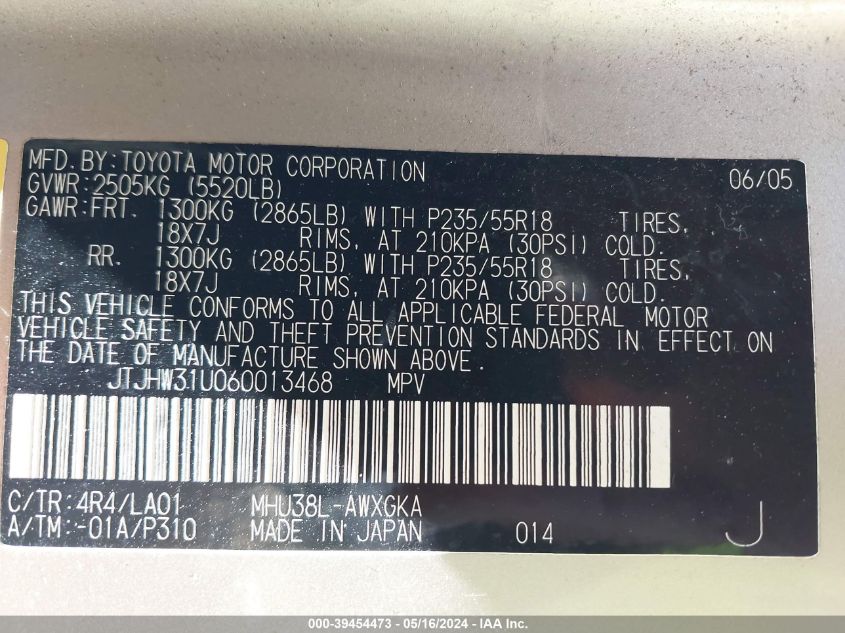 MFD. BY: TOYOTA MOTOR CORPORATION 06/05
GVWR: 2505KG (5520LB)
GAWR: FRT. 1300KG (2865LB) WITH P235/55R18 TIRES,
18X7J RIMS, AT 210KPA (30PSI) COLD.
RR. 1300KG (2865LB) WITH P235/55R18 TIRES,
18X7J RIMS, AT 210KPA (30PSI) COLD.
THIS VEHICLE CONFORMS TO ALL APPLICABLE FEDERAL MOTOR
VEHICLE SAFETY AND THEFT PREVENTION STANDARDS IN EFFECT ON
THE DATE OF MANUFACTURE SHOWN ABOVE.
JTJHW31U060013468 MPV
C/TR: 4R4/LA01 MHU38L-AWXGKA
A/TM: -01A/P310 MADE IN JAPAN 014 J
000-39454473 - 05/16/2024 - IAA Inc.